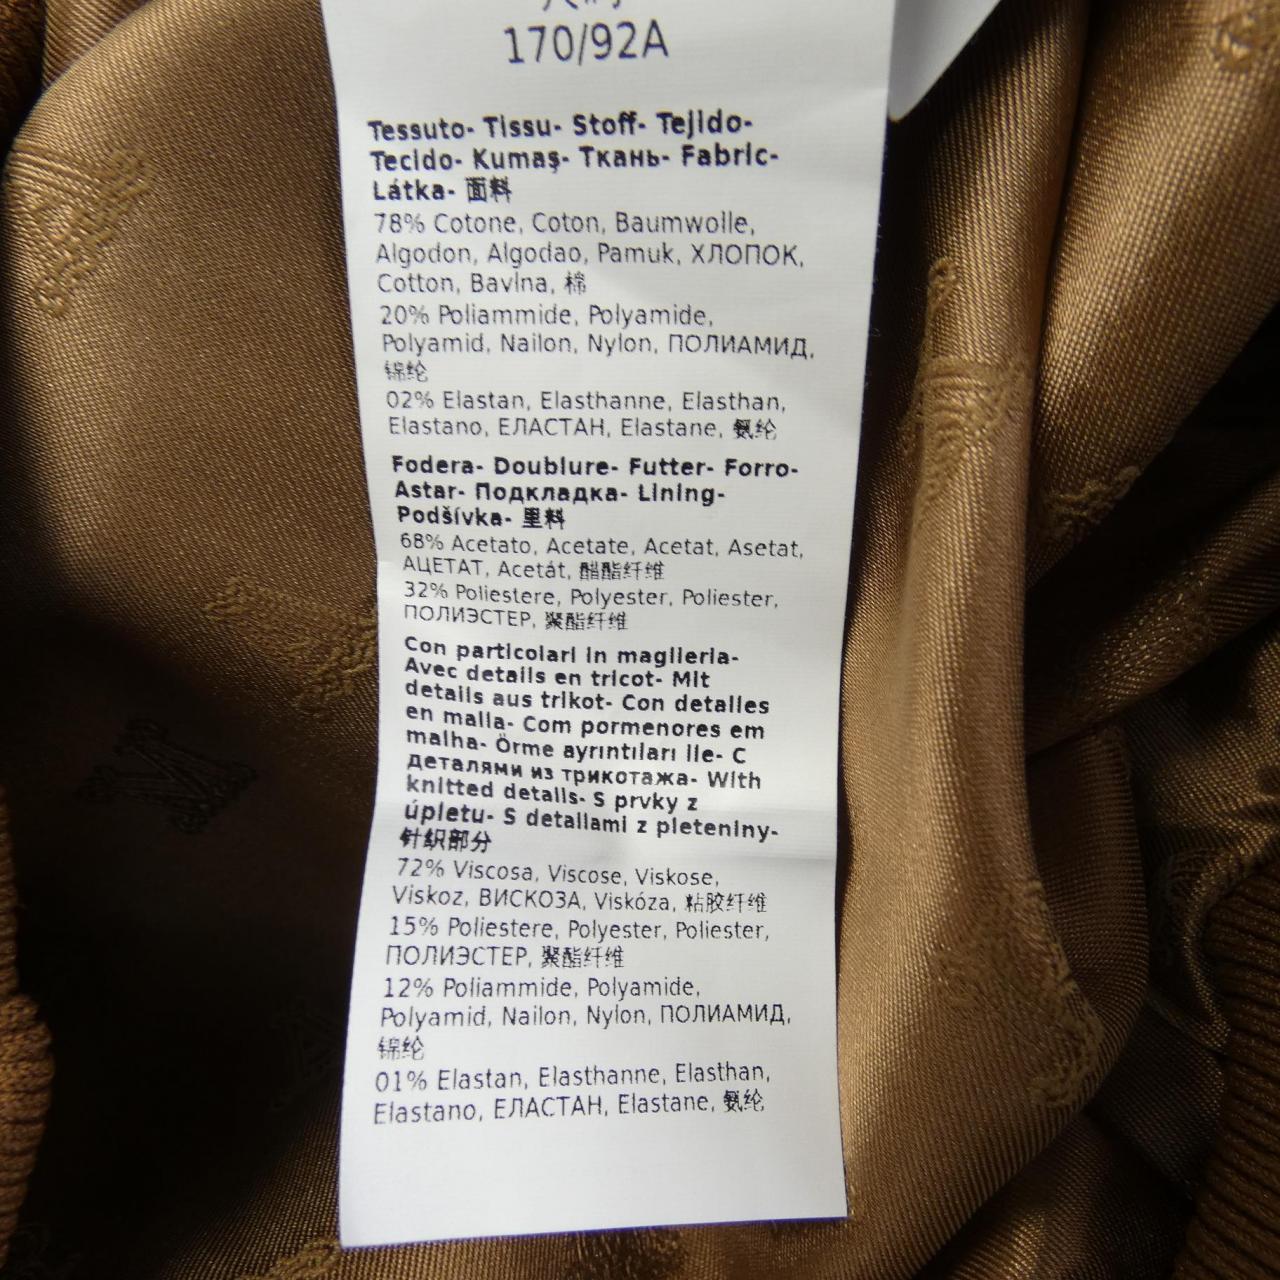 170/92A
Tessuto- Tissu- Stoff- Tejido-
Tecido- Kumaş- Ткань- Fabric-
Látka- 面料
78% Cotone, Coton, Baumwolle,
Algodon, Algodao, Pamuk, ХЛОПОК,
Cotton, Bavlna, 棉
20% Poliammide, Polyamide,
Polyamid, Nailon, Nylon, ПОЛИАМИД,
锦纶
02% Elastan, Elasthanne, Elasthan,
Elastano, ЕЛАСТАН, Elastane, 氨纶
Fodera- Doublure- Futter- Forro-
Astar- Подкладка- Lining-
Podšívka- 里料
68% Acetato, Acetate, Acetat, Asetat,
АЦЕТАТ, Acetát, 醋酯纤维
32% Poliestere, Polyester, Poliester,
ПОЛИЭСТЕР, 聚酯纤维
Con particolari in maglieria-
Avec details en tricot- Mit
details aus trikot- Con detalles
en malla- Com pormenores em
malha- Örme ayrıntıları ile- С
деталями из трикотажа- With
knitted details- S prvky z
úpletu- S detailami z pleteniny-
针织部分
72% Viscosa, Viscose, Viskose,
Viskoz, ВИСКОЗА, Viskóza, 粘胶纤维
15% Poliestere, Polyester, Poliester,
ПОЛИЭСТЕР, 聚酯纤维
12% Poliammide, Polyamide,
Polyamid, Nailon, Nylon, ПОЛИАМИД,
锦纶
01% Elastan, Elasthanne, Elasthan,
Elastano, ЕЛАСТАН, Elastane, 氨纶